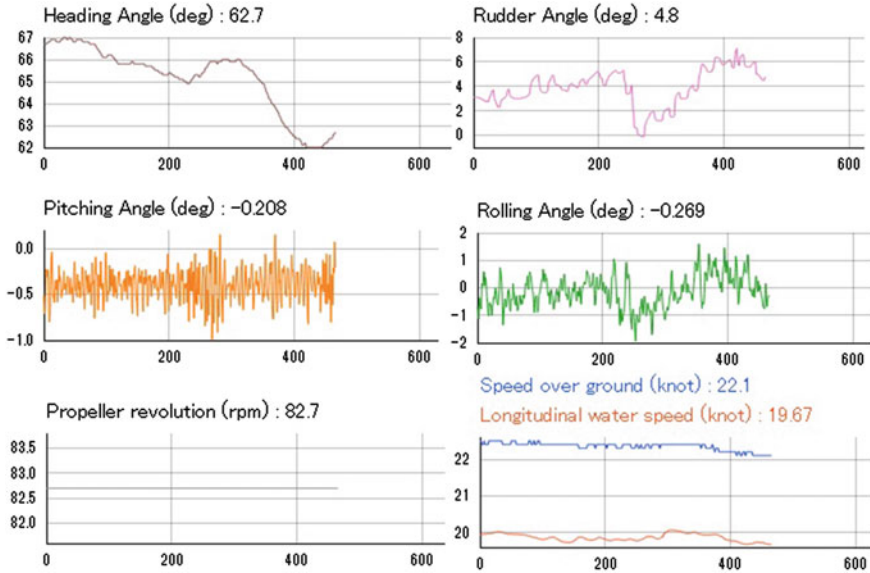 Heading Angle (deg) : 62.7
67
66
65
64
63
62
0 200 400 600
Rudder Angle (deg) : 4.8
8
6
4
2
0
0 200 400 600
Pitching Angle (deg) : -0.208
0.0
-0.5
-1.0
0 200 400 600
Rolling Angle (deg) : -0.269
2
1
0
-1
-2
0 200 400 600
Propeller revolution (rpm) : 82.7
83.5
83.0
82.5
82.0
0 200 400 600
Speed over ground (knot) : 22.1
Longitudinal water speed (knot) : 19.67
22
21
20
0 200 400 600